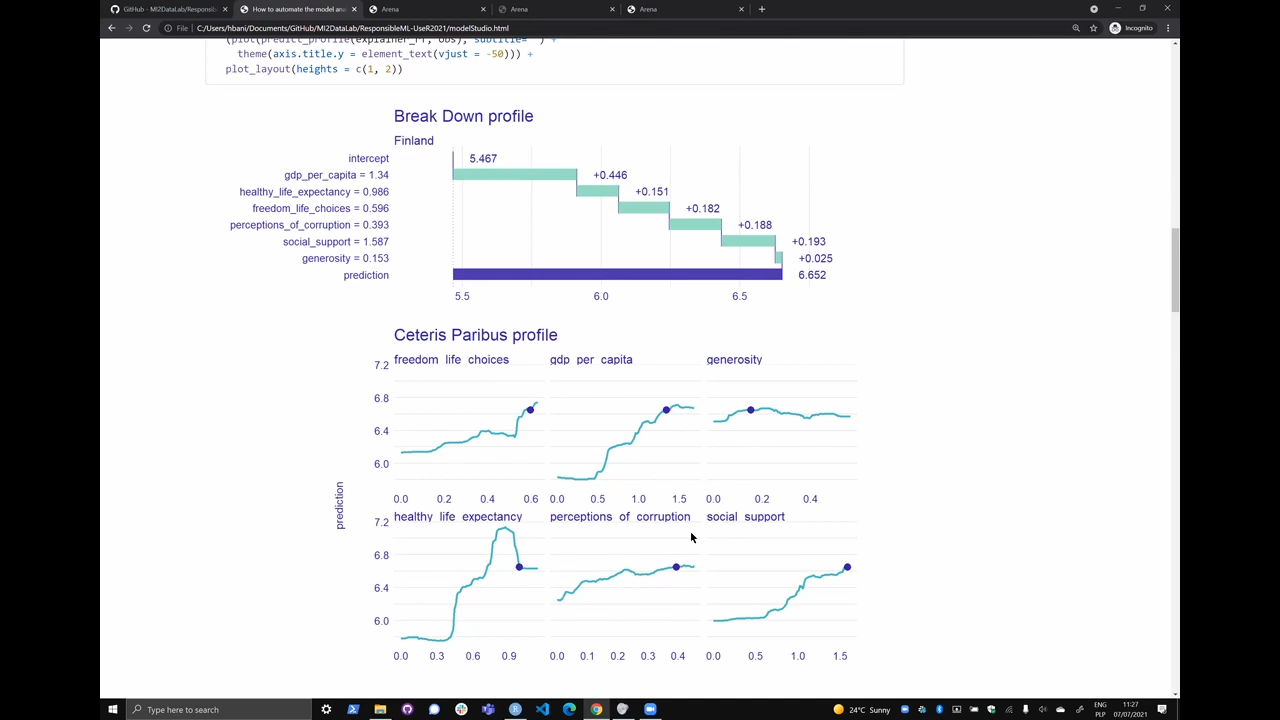 GitHub - MI2DataLab/Responsib
How to automate the model ana
Arena
Arena
Arena
File
C:/Users/hbani/Documents/GitHub/MI2DataLab/ResponsibleML-UseR2021/modelStudio.html
Incognito
(plot(predict_profile(explainer_rf, obs), subtitle="") +
theme(axis.title.y = element_text(vjust = -50))) +
plot_layout(heights = c(1, 2))
Break Down profile
Finland
intercept 5.467
gdp_per_capita = 1.34 +0.446
healthy_life_expectancy = 0.986 +0.151
freedom_life_choices = 0.596 +0.182
perceptions_of_corruption = 0.393 +0.188
social_support = 1.587 +0.193
generosity = 0.153 +0.025
prediction 6.652
5.5 6.0 6.5
Ceteris Paribus profile
freedom life choices gdp per capita generosity
7.2
6.8
6.4
6.0
0.0 0.2 0.4 0.6 0.0 0.5 1.0 1.5 0.0 0.2 0.4
prediction
healthy life expectancy perceptions of corruption social support
7.2
6.8
6.4
6.0
0.0 0.3 0.6 0.9 0.0 0.1 0.2 0.3 0.4 0.0 0.5 1.0 1.5
Type here to search
24°C Sunny
ENG
PLP
11:27
07/07/2021